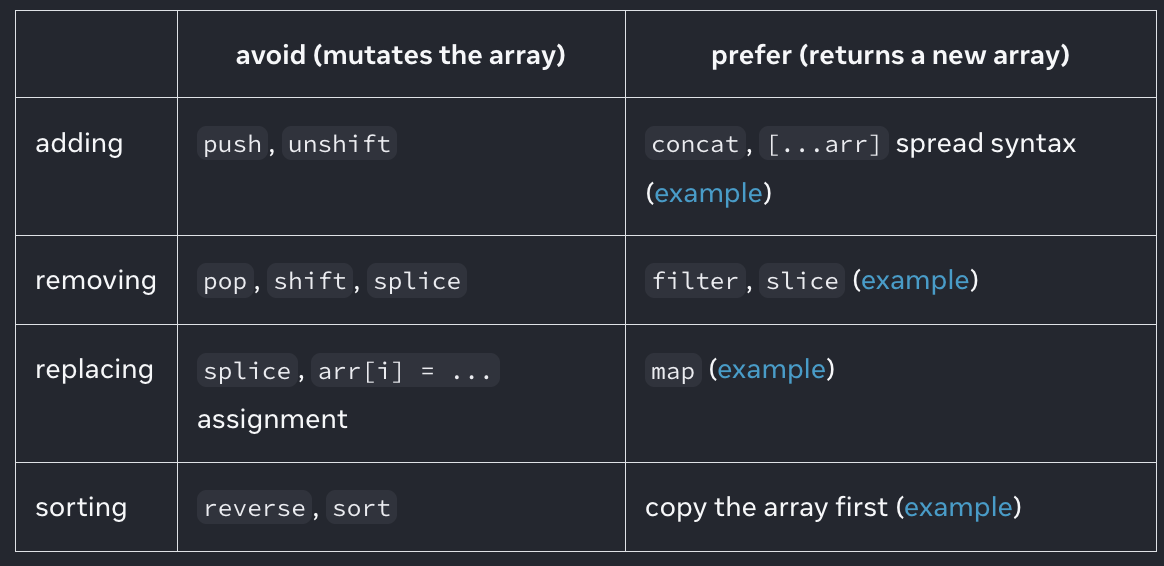 avoid (mutates the array)
prefer (returns a new array)
adding
push, unshift
concat, [...arr] spread syntax
(example)
removing
pop, shift, splice
filter, slice (example)
replacing
splice, arr[i] = ...
assignment
map (example)
sorting
reverse, sort
copy the array first (example)